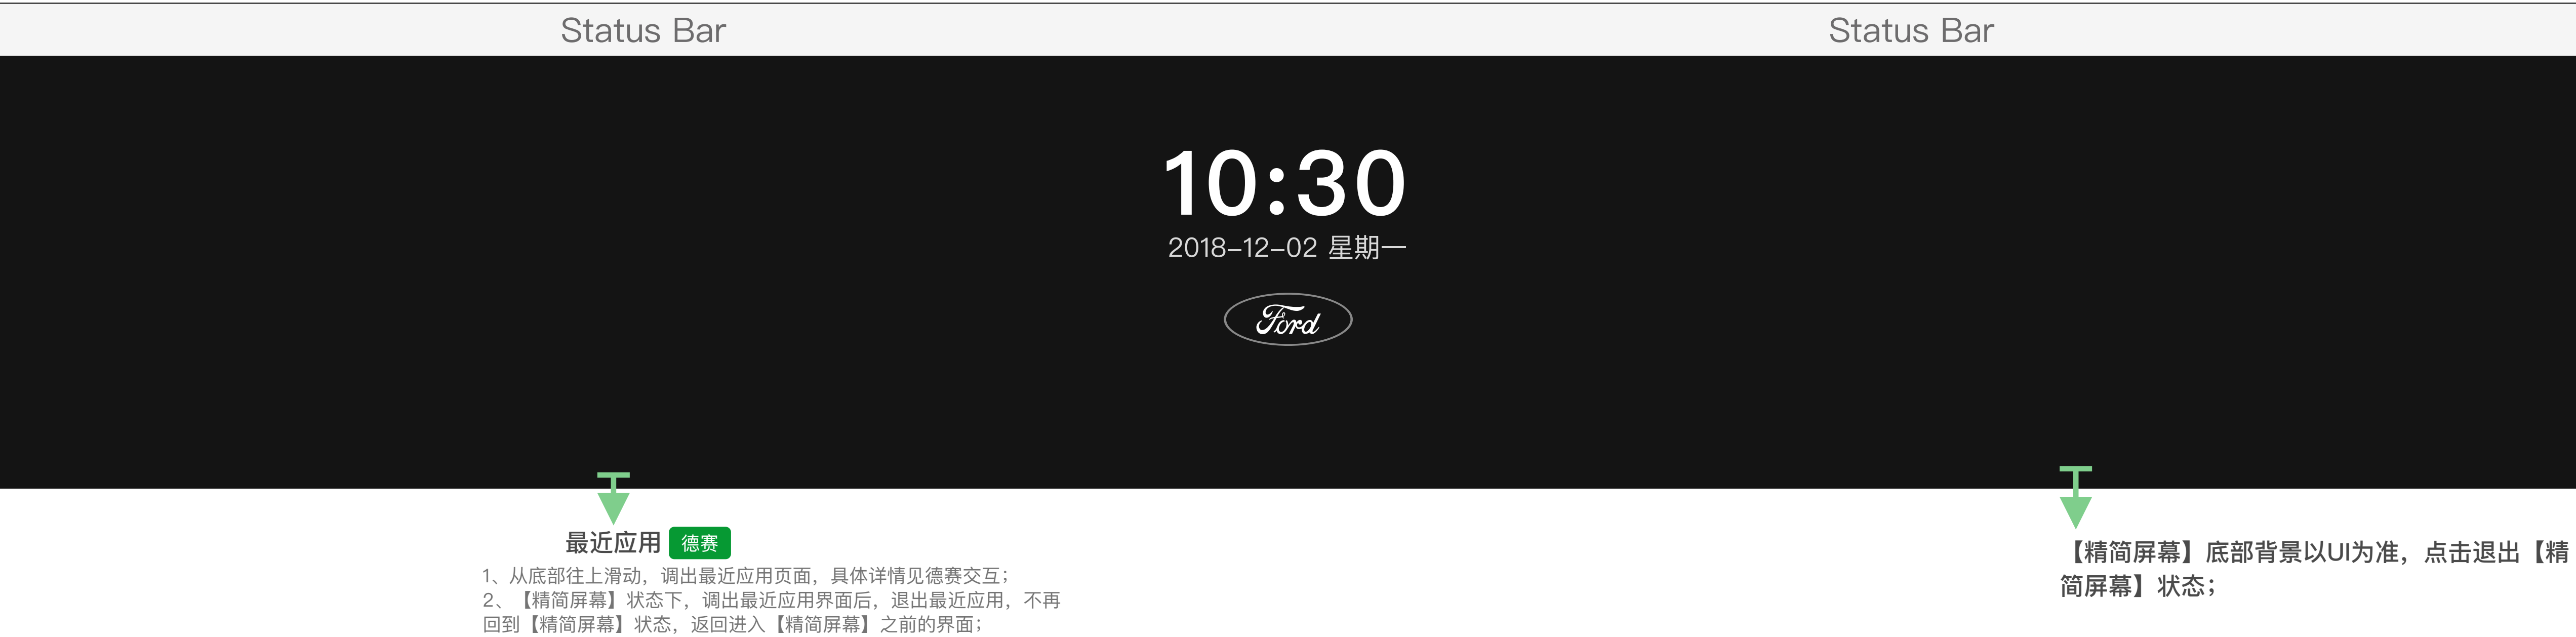 Status Bar
Status Bar
10:30
2018-12-02 星期一
Ford
最近应用 德赛
1、从底部往上滑动，调出最近应用页面，具体详情见德赛交互；
2、【精简屏幕】状态下，调出最近应用界面后，退出最近应用，不再
回到【精简屏幕】状态，返回进入【精简屏幕】之前的界面；
【精简屏幕】底部背景以UI为准，点击退出【精
简屏幕】状态；